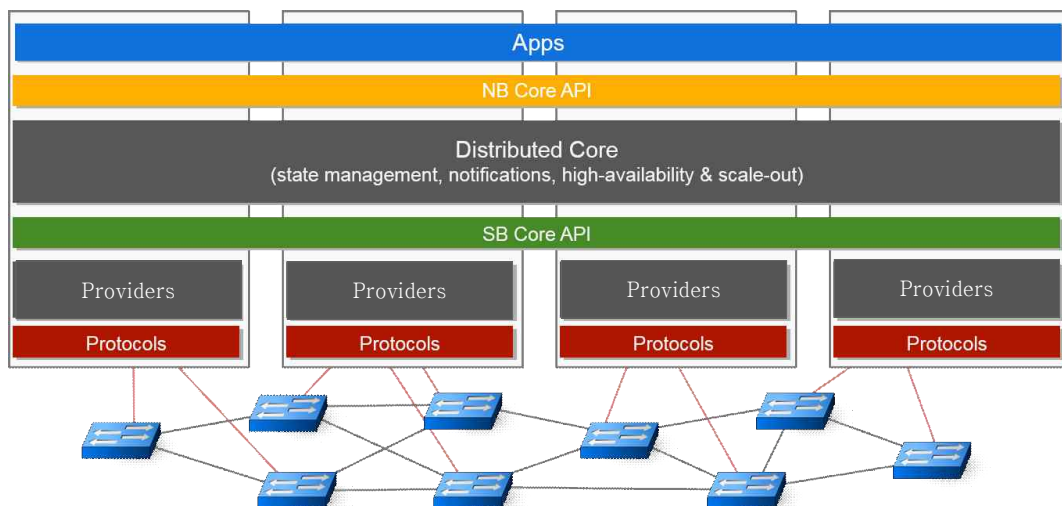 Apps
NB Core API
Distributed Core
(state management, notifications, high-availability & scale-out)
SB Core API
Providers
Providers
Providers
Providers
Protocols
Protocols
Protocols
Protocols